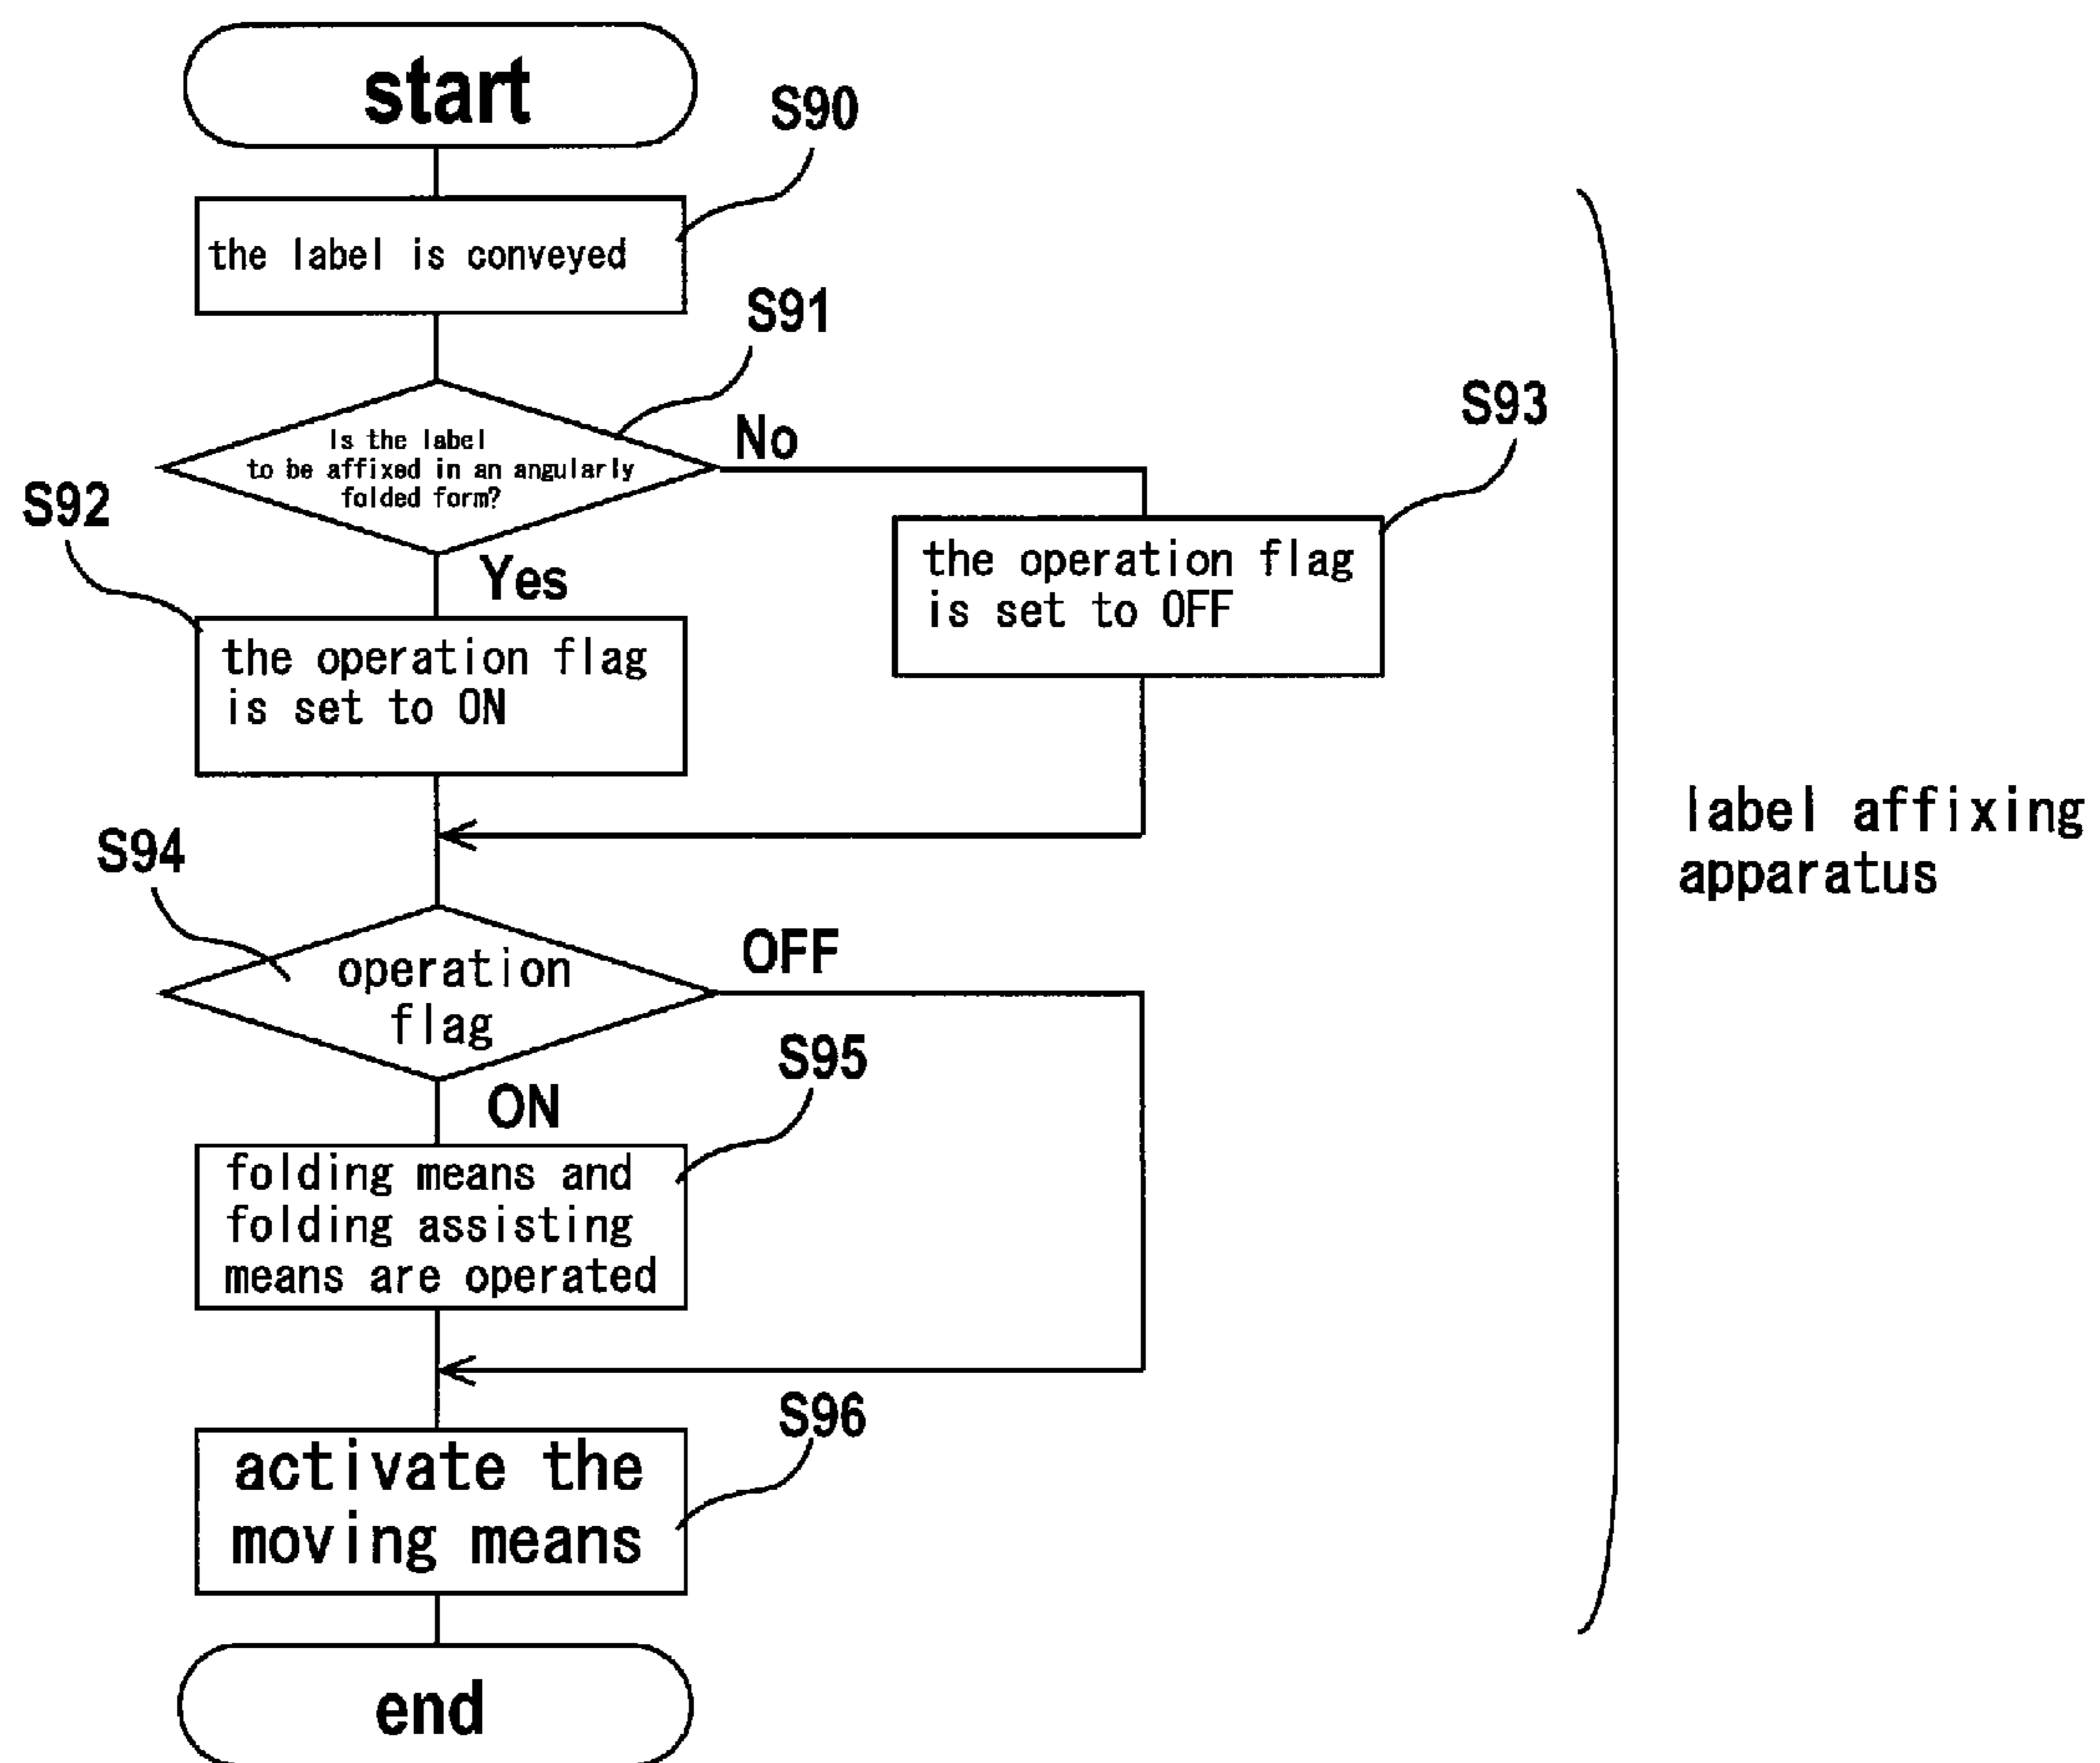 start
S90
the label is conveyed
S91
Is the label
to be affixed in an angularly
folded form?
No
S93
S92
Yes
the operation flag
is set to OFF
the operation flag
is set to ON
label affixing
apparatus
S94
operation
flag
OFF
S95
ON
folding means and
folding assisting
means are operated
S96
activate the
moving means
end